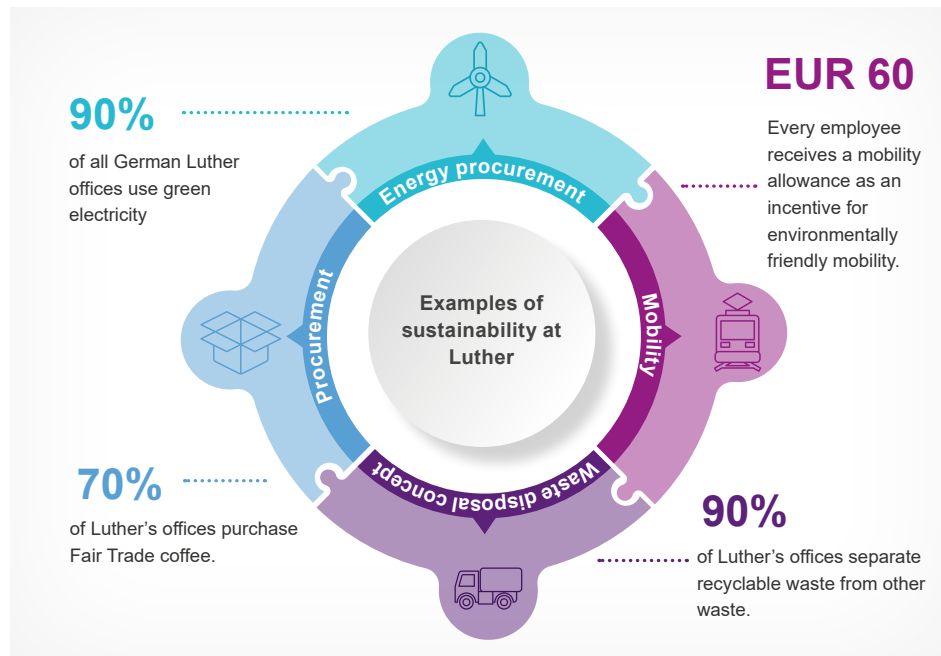 90%
of all German Luther
offices use green
electricity
Energy procurement
EUR 60
Every employee
receives a mobility
allowance as an
incentive for
environmentally
friendly mobility.
Procurement
Examples of
sustainability at
Luther
Mobility
70%
of Luther’s offices purchase
Fair Trade coffee.
Waste disposal concept
90%
of Luther’s offices separate
recyclable waste from other
waste.